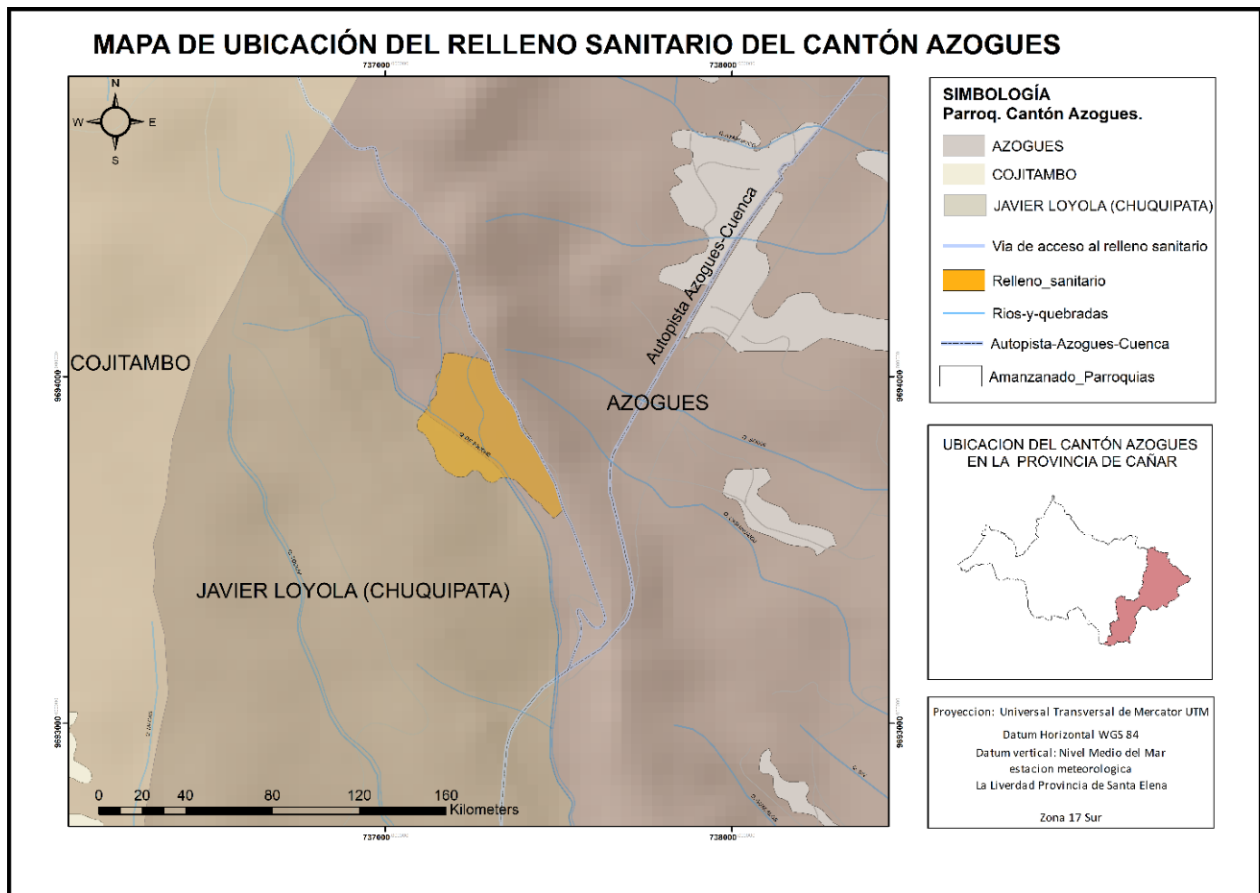 MAPA DE UBICACIÓN DEL RELLENO SANITARIO DEL CANTÓN AZOGUES
737000
738000
N
W
E
S
9694000
9694000
9693000
9693000
COJITAMBO
AZOGUES
JAVIER LOYOLA (CHUQUIPATA)
Autopista Azogues-Cuenca
0 20 40 80 120 160
Kilometers
737000
738000
SIMBOLOGÍA
Parroq. Cantón Azogues.
AZOGUES
COJITAMBO
JAVIER LOYOLA (CHUQUIPATA)
Via de acceso al relleno sanitario
Relleno_sanitario
Rios-y-quebradas
Autopista-Azogues-Cuenca
Amanzanado_Parroquias
UBICACION DEL CANTÓN AZOGUES
EN LA PROVINCIA DE CAÑAR
Proyeccion: Universal Transversal de Mercator UTM
Datum Horizontal WGS 84
Datum vertical: Nivel Medio del Mar
estacion meteorologica
La Liverdad Provincia de Santa Elena
Zona 17 Sur